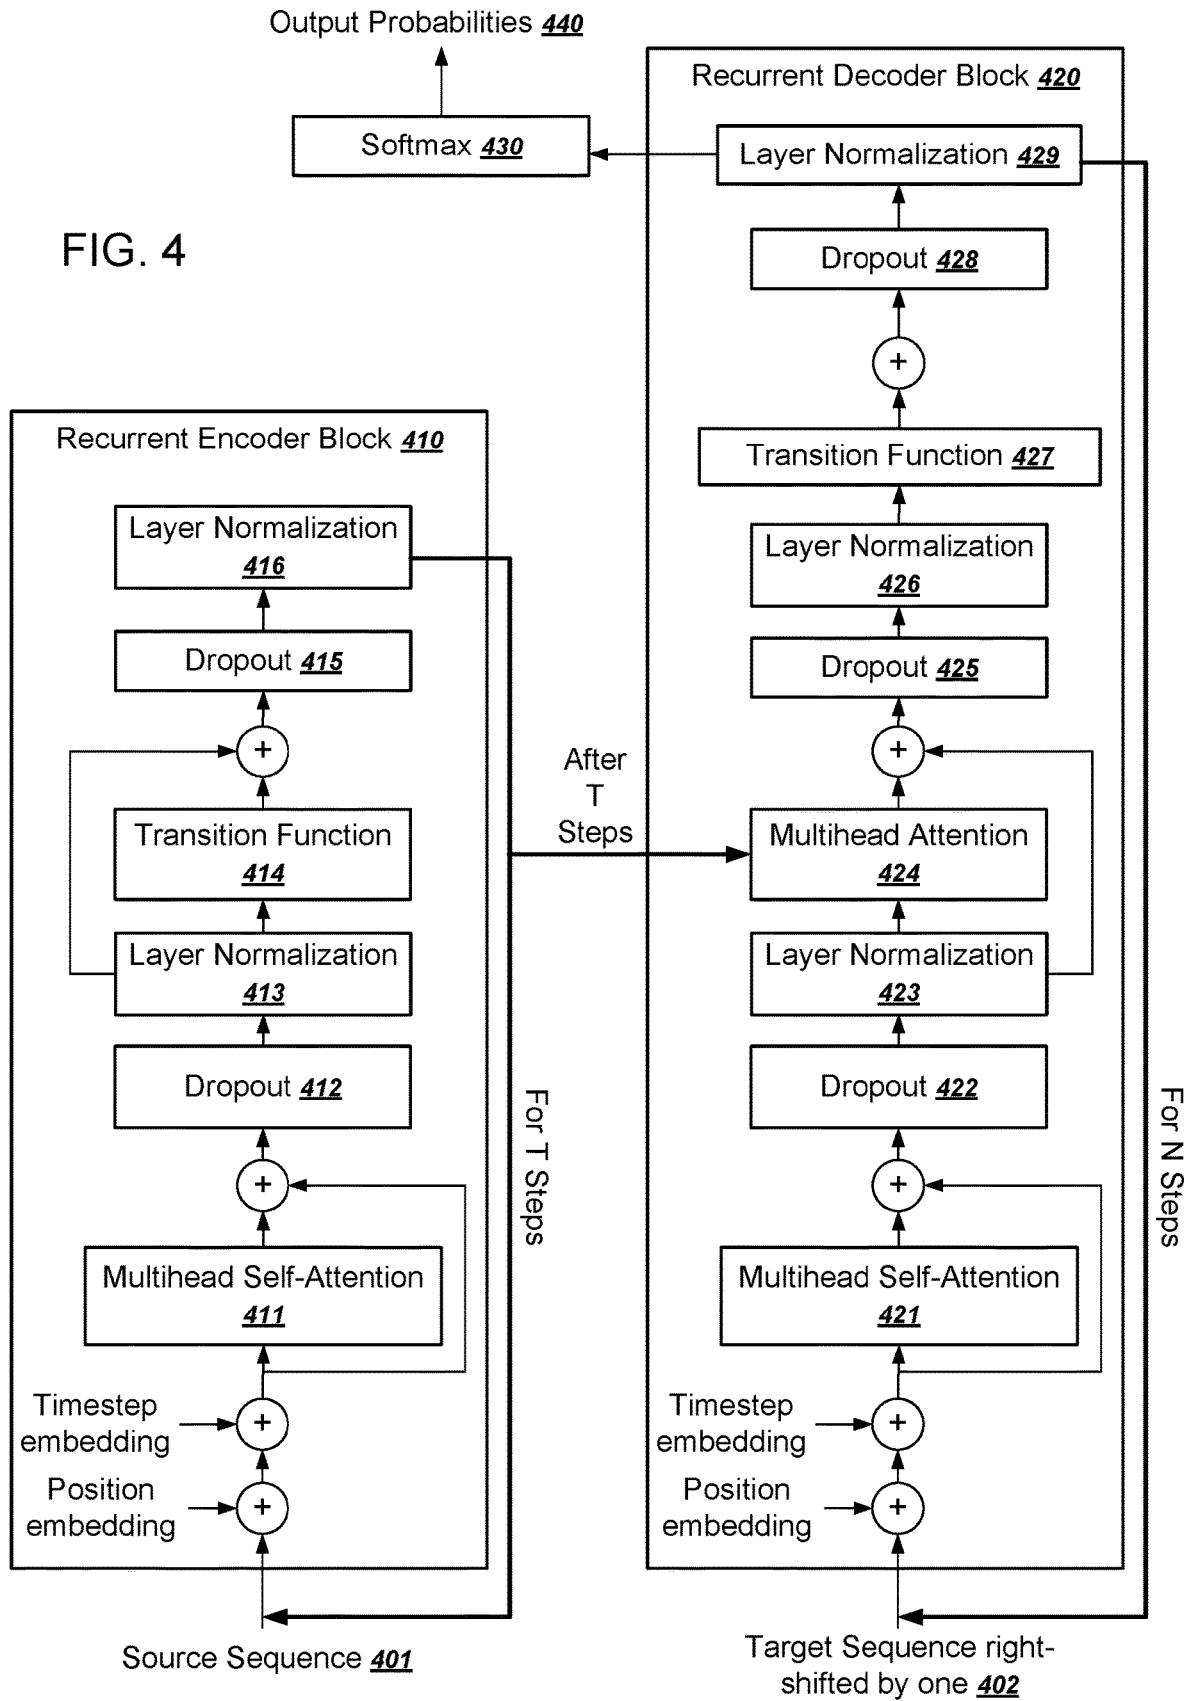 Output Probabilities 440
Softmax 430
FIG. 4
Recurrent Encoder Block 410
Layer Normalization
416
Dropout 415
+
Transition Function
414
Layer Normalization
413
Dropout 412
+
Multihead Self-Attention
411
Timestep
embedding
+
Position
embedding
+
Source Sequence 401
For T Steps
After
T
Steps
Recurrent Decoder Block 420
Layer Normalization 429
Dropout 428
+
Transition Function 427
Layer Normalization
426
Dropout 425
+
Multihead Attention
424
Layer Normalization
423
Dropout 422
+
Multihead Self-Attention
421
Timestep
embedding
+
Position
embedding
+
Target Sequence right-
shifted by one 402
For N Steps